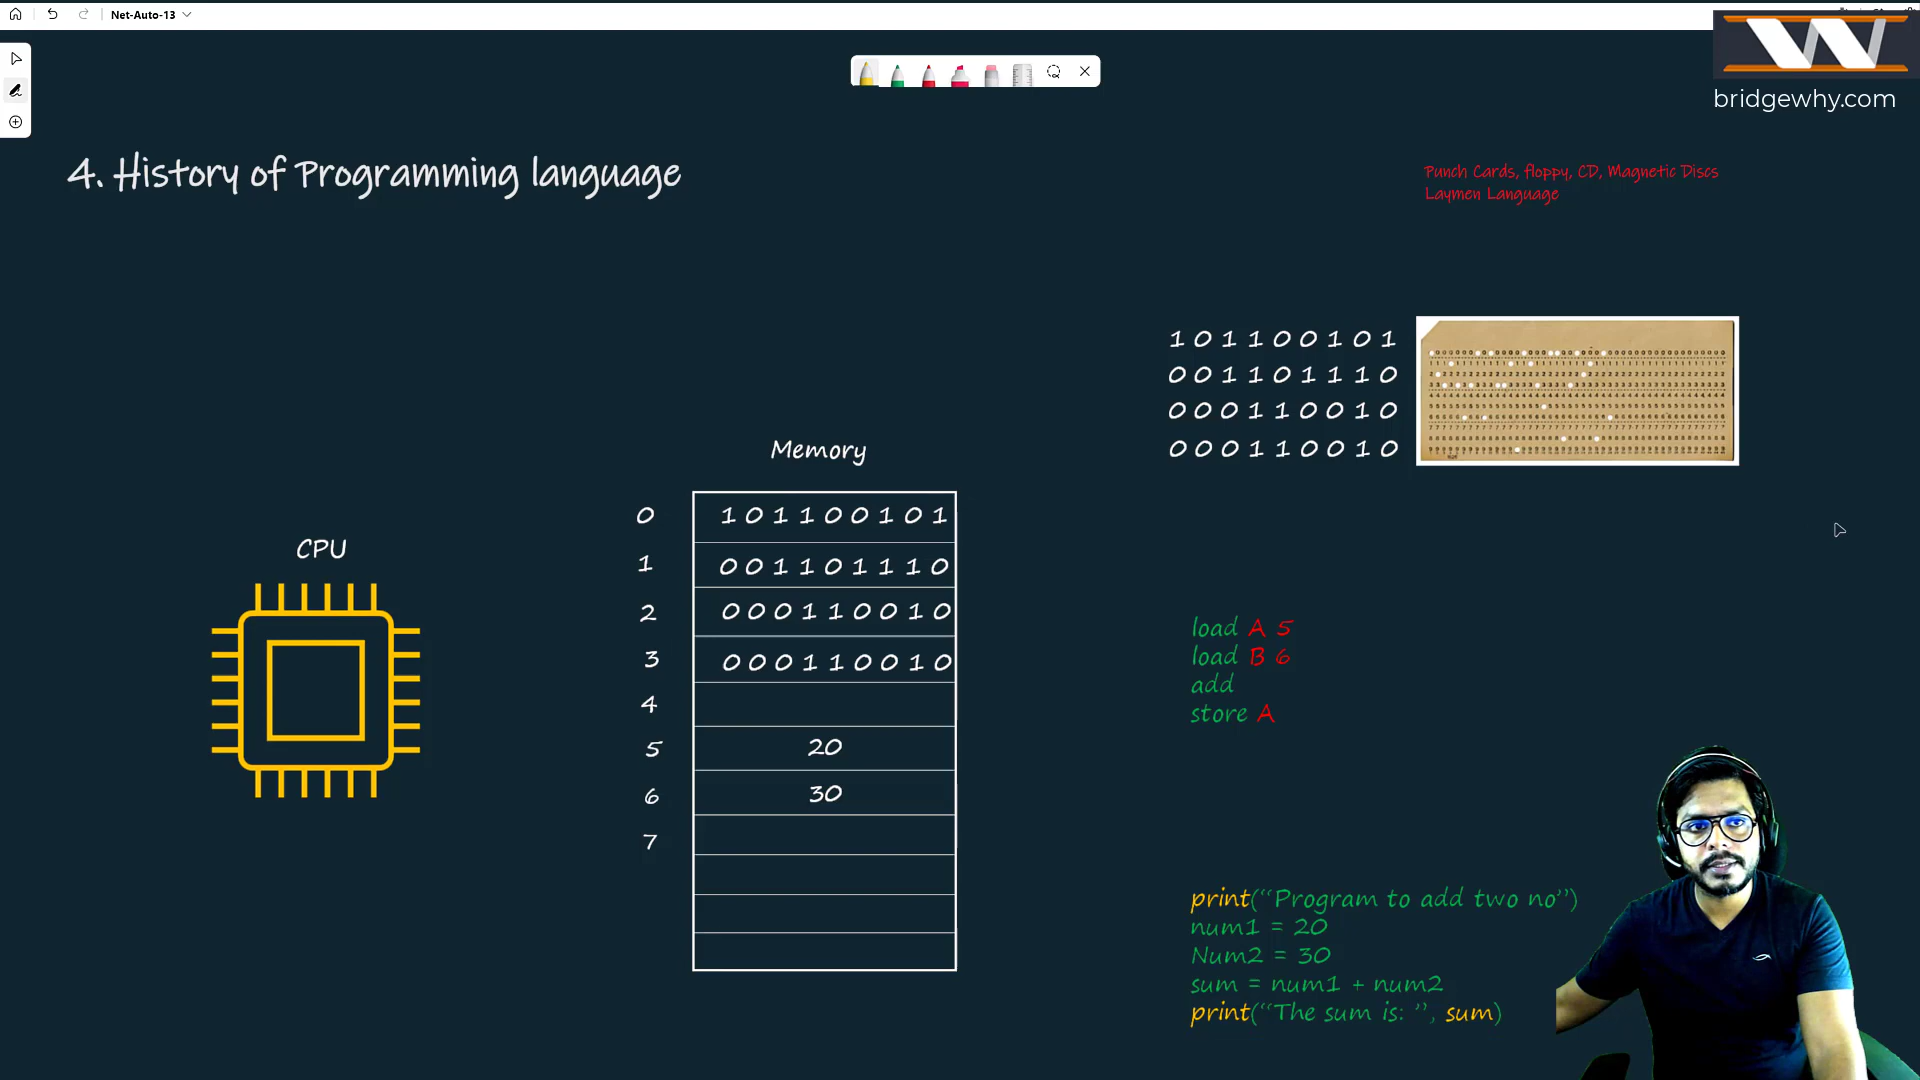 Net-Auto-13
bridgewhy.com
4. History of Programming language
Punch Cards, floppy, CD, Magnetic Discs
Laymen Language
1 0 1 1 0 0 1 0 1
0 0 1 1 0 1 1 1 0
0 0 0 1 1 0 0 1 0
0 0 0 1 1 0 0 1 0
Memory
0 1 0 1 1 0 0 1 0 1
1 0 0 1 1 0 1 1 1 0
2 0 0 0 1 1 0 0 1 0
3 0 0 0 1 1 0 0 1 0
4
5 20
6 30
7
CPU
load A 5
load B 6
add
store A
print(“Program to add two no”)
num1 = 20
Num2 = 30
sum = num1 + num2
print(“The sum is: ”, sum)